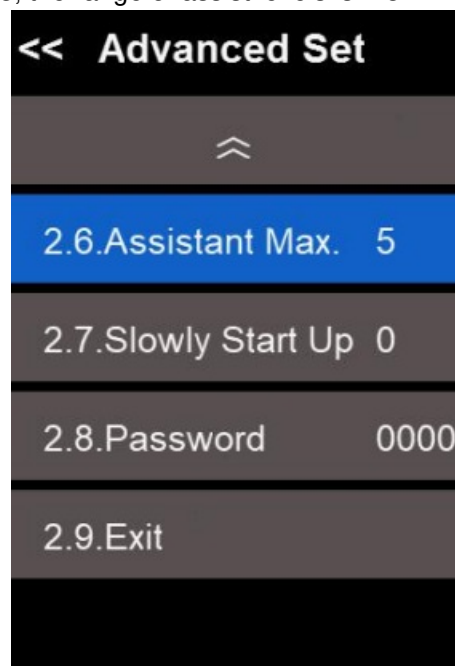 << Advanced Set
2.6.Assistant Max. 5
2.7.Slowly Start Up 0
2.8.Password 0000
2.9.Exit